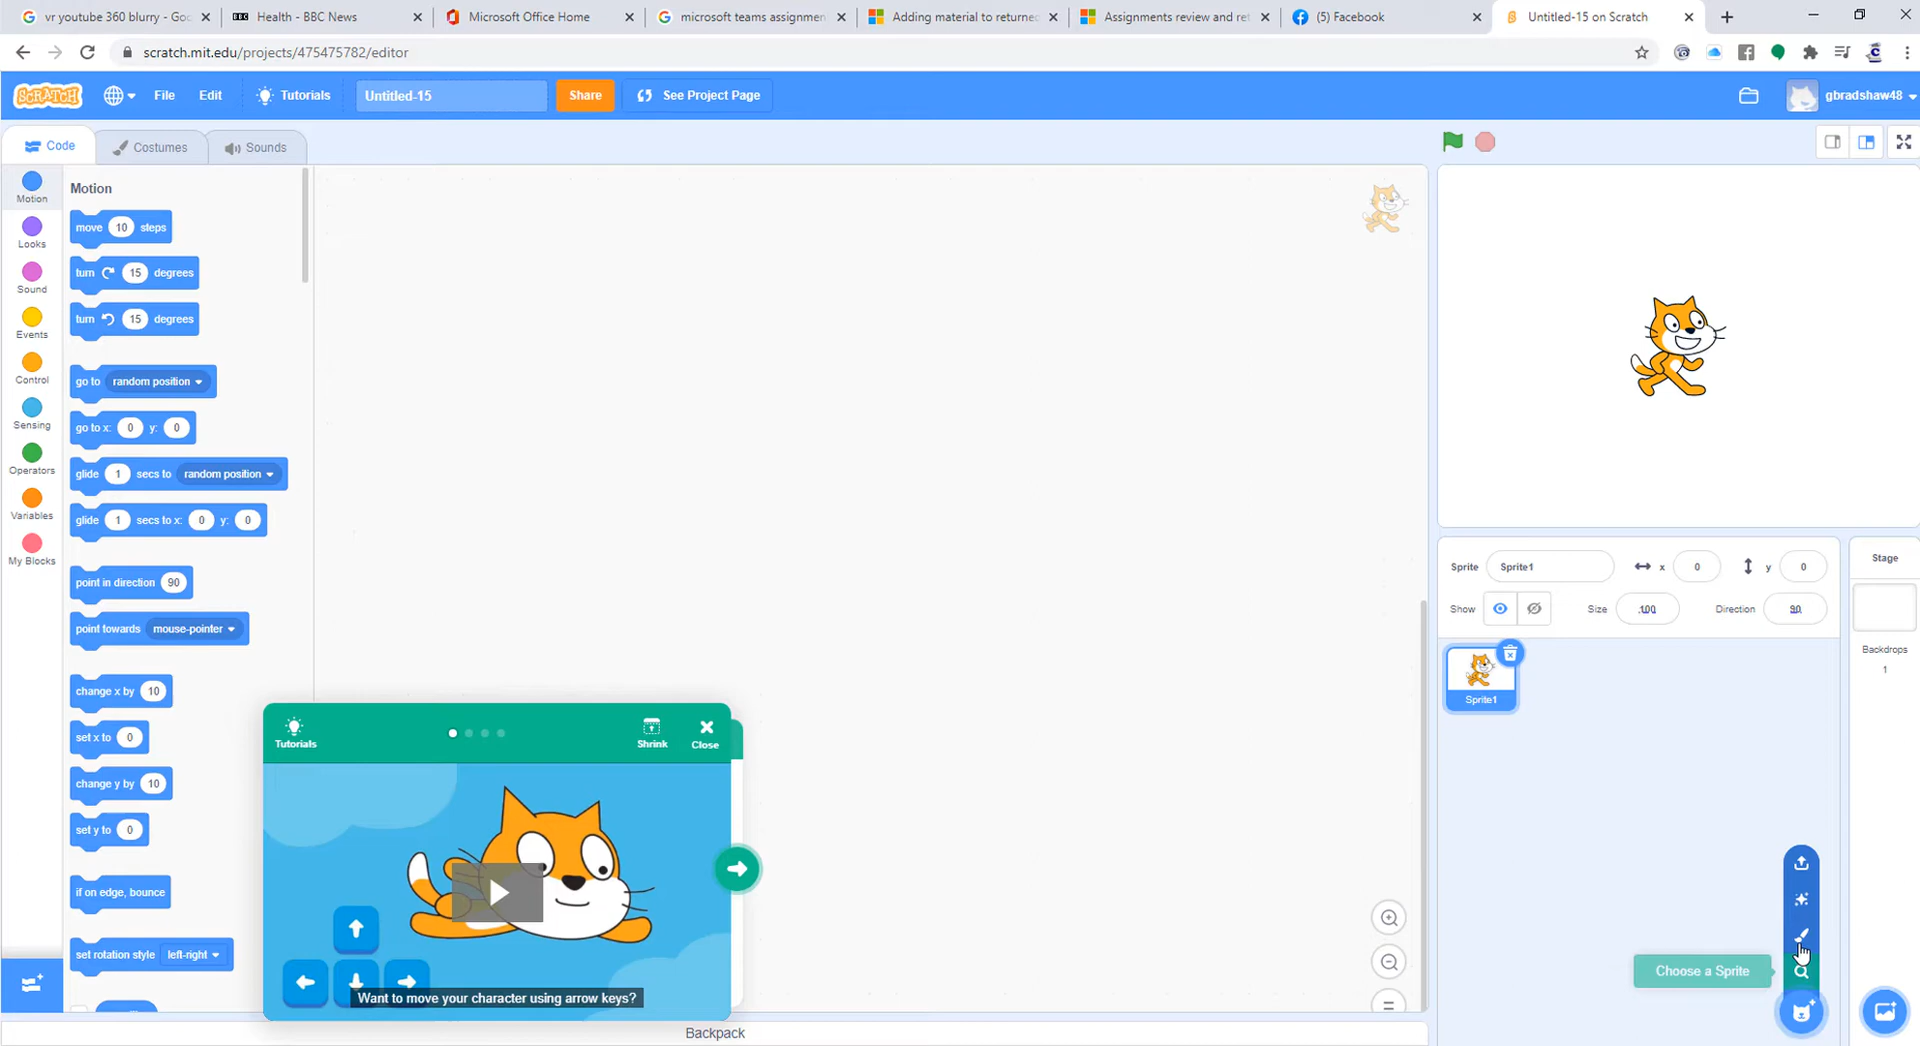 vr youtube 360 blurry - Goo
Health - BBC News
Microsoft Office Home
microsoft teams assignmen
Adding material to returned
Assignments review and ret
(5) Facebook
Untitled-15 on Scratch
scratch.mit.edu/projects/475475782/editor
SCRATCH
File
Edit
Tutorials
Untitled-15
Share
See Project Page
gbradshaw48
Code
Costumes
Sounds
Motion
Looks
Sound
Events
Control
Sensing
Operators
Variables
My Blocks
Motion
move 10 steps
turn 15 degrees
turn 15 degrees
go to random position
go to x: 0 y: 0
glide 1 secs to random position
glide 1 secs to x: 0 y: 0
point in direction 90
point towards mouse-pointer
change x by 10
set x to 0
change y by 10
set y to 0
if on edge, bounce
set rotation style left-right
Tutorials
Shrink
Close
Want to move your character using arrow keys?
Backpack
Sprite Sprite1 x 0 y 0
Show Size 100 Direction 90
Sprite1
Stage
Backdrops
1
Choose a Sprite